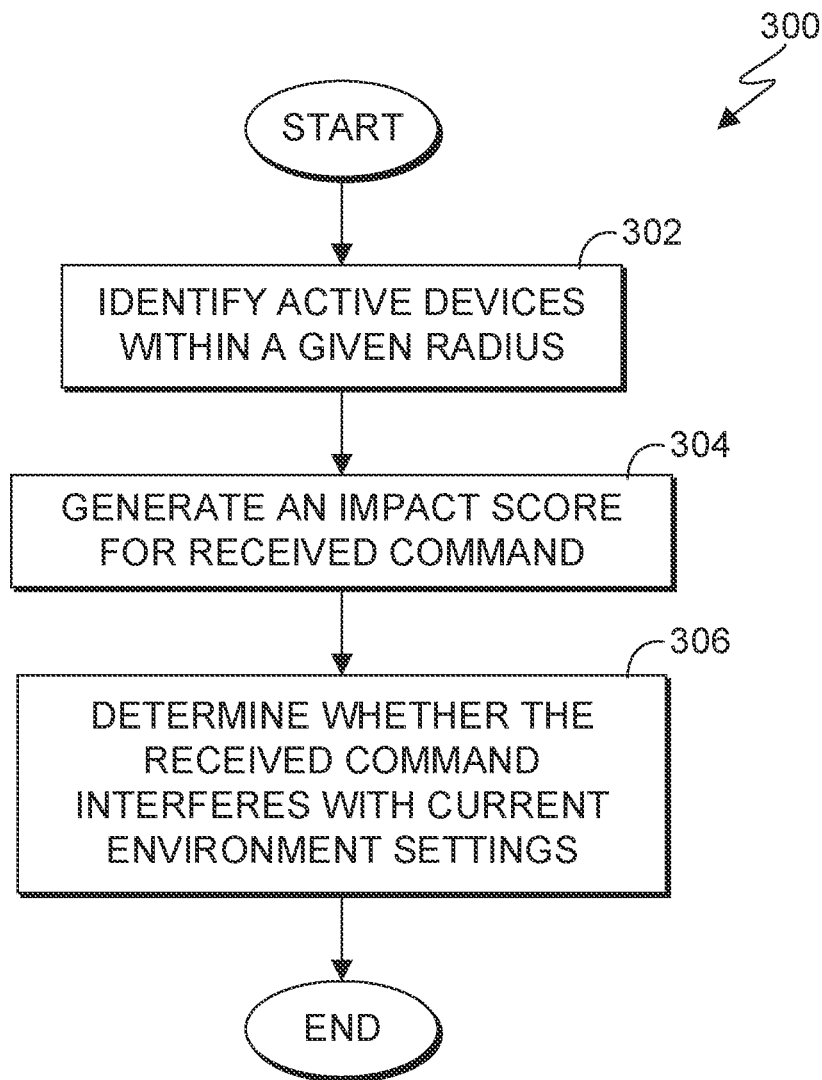 300
START
302
IDENTIFY ACTIVE DEVICES
WITHIN A GIVEN RADIUS
304
GENERATE AN IMPACT SCORE
FOR RECEIVED COMMAND
306
DETERMINE WHETHER THE
RECEIVED COMMAND
INTERFERES WITH CURRENT
ENVIRONMENT SETTINGS
END